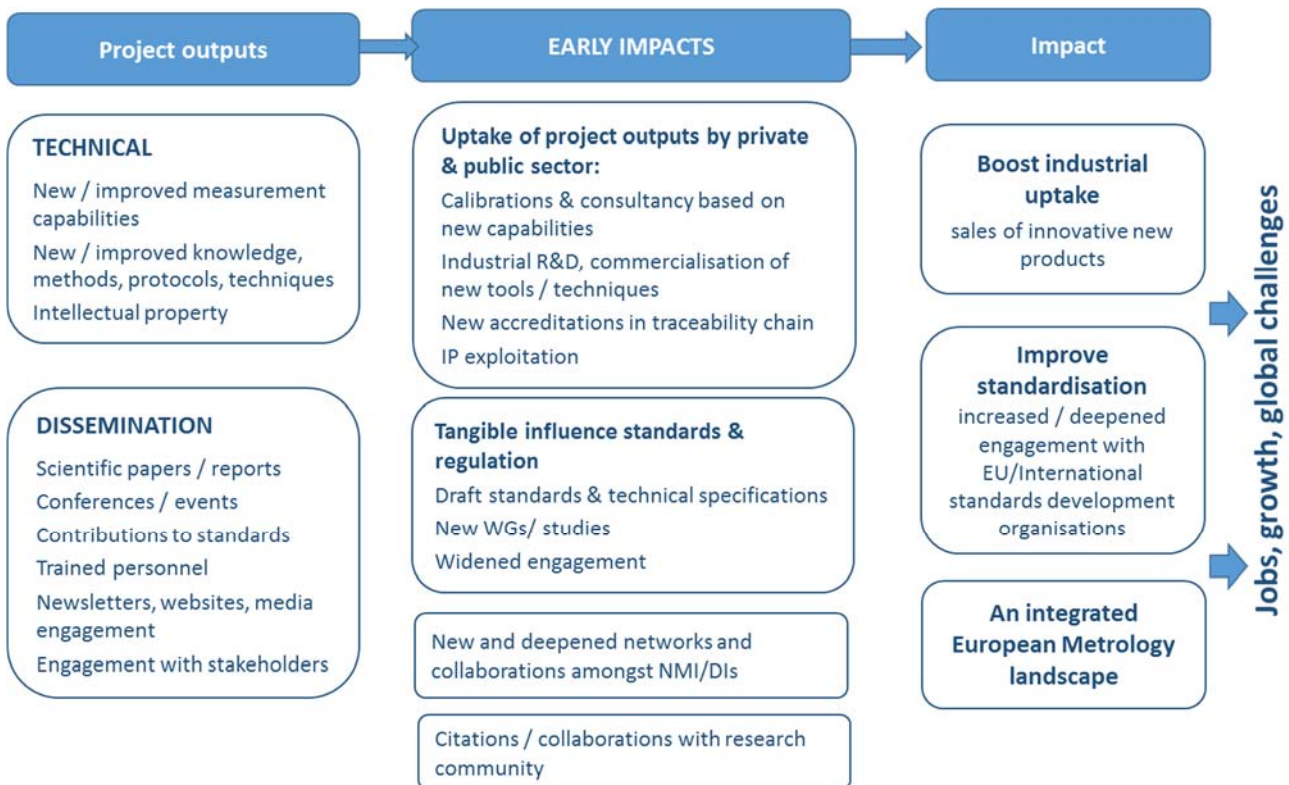 Project outputs
EARLY IMPACTS
Impact
TECHNICAL
New / improved measurement
capabilities
New / improved knowledge,
methods, protocols, techniques
Intellectual property
DISSEMINATION
Scientific papers / reports
Conferences / events
Contributions to standards
Trained personnel
Newsletters, websites, media
engagement
Engagement with stakeholders
Uptake of project outputs by private
& public sector:
Calibrations & consultancy based on
new capabilities
Industrial R&D, commercialisation of
new tools / techniques
New accreditations in traceability chain
IP exploitation
Tangible influence standards &
regulation
Draft standards & technical specifications
New WGs/ studies
Widened engagement
New and deepened networks and
collaborations amongst NMI/DIs
Citations / collaborations with research
community
Boost industrial
uptake
sales of innovative new
products
Improve
standardisation
increased / deepened
engagement with
EU/International
standards development
organisations
An integrated
European Metrology
landscape
Jobs, growth, global challenges